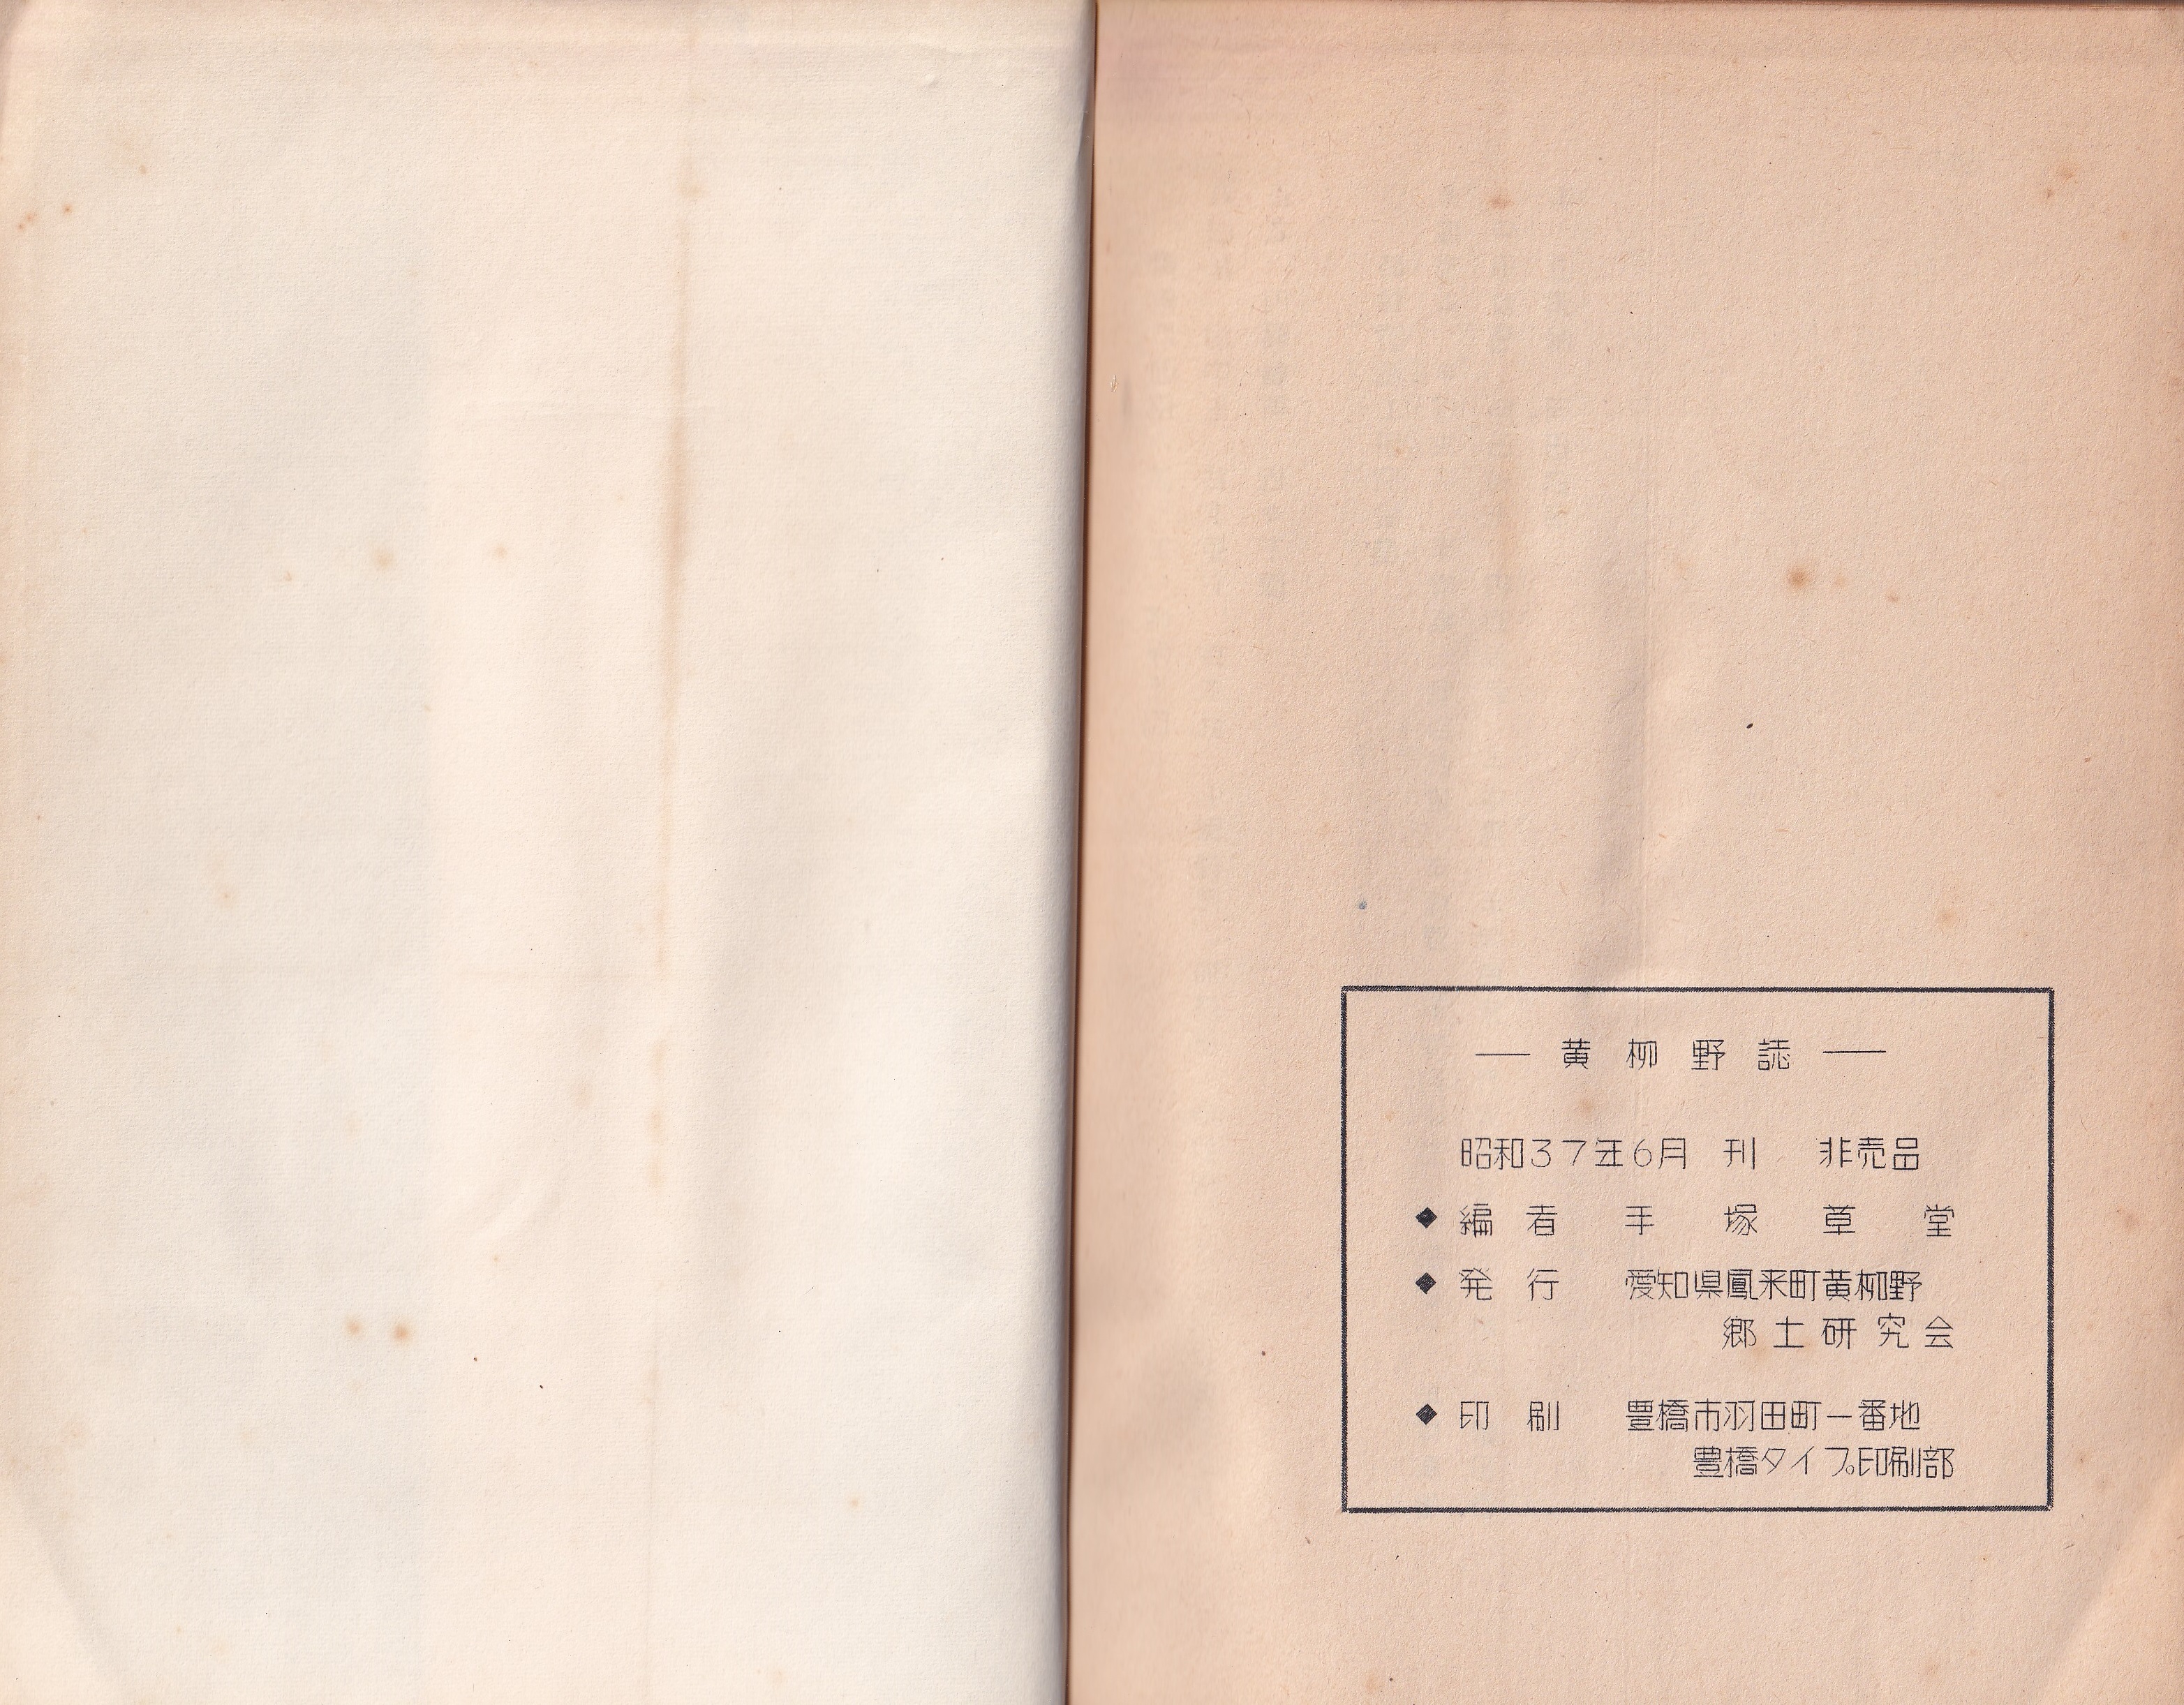 ― 黄柳野誌 ―
昭和37年6月 刊 非売品
◆ 編者 手塚草堂
◆ 発行 愛知県鳳来町黄柳野
郷土研究会
◆ 印刷 豊橋市羽田町一番地
豊橋タイプ印刷部